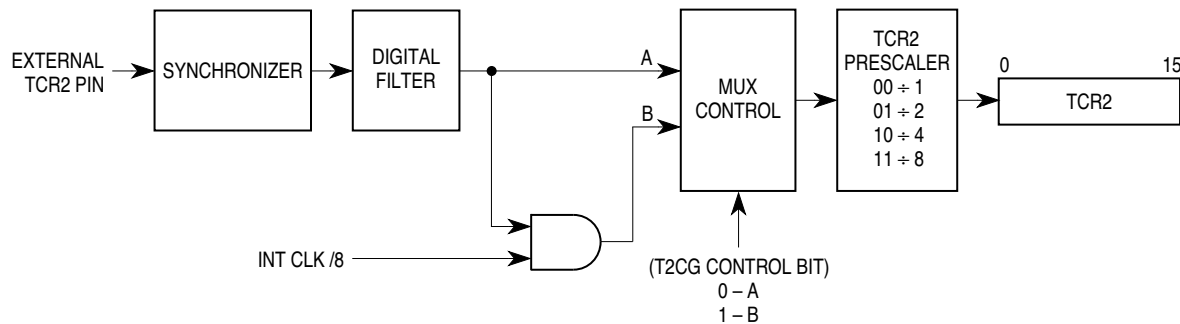 EXTERNAL
TCR2 PIN
SYNCHRONIZER
DIGITAL
FILTER
A
B
MUX
CONTROL
TCR2
PRESCALER
00 ÷ 1
01 ÷ 2
10 ÷ 4
11 ÷ 8
0 15
TCR2
INT CLK /8
(T2CG CONTROL BIT)
0 – A
1 – B